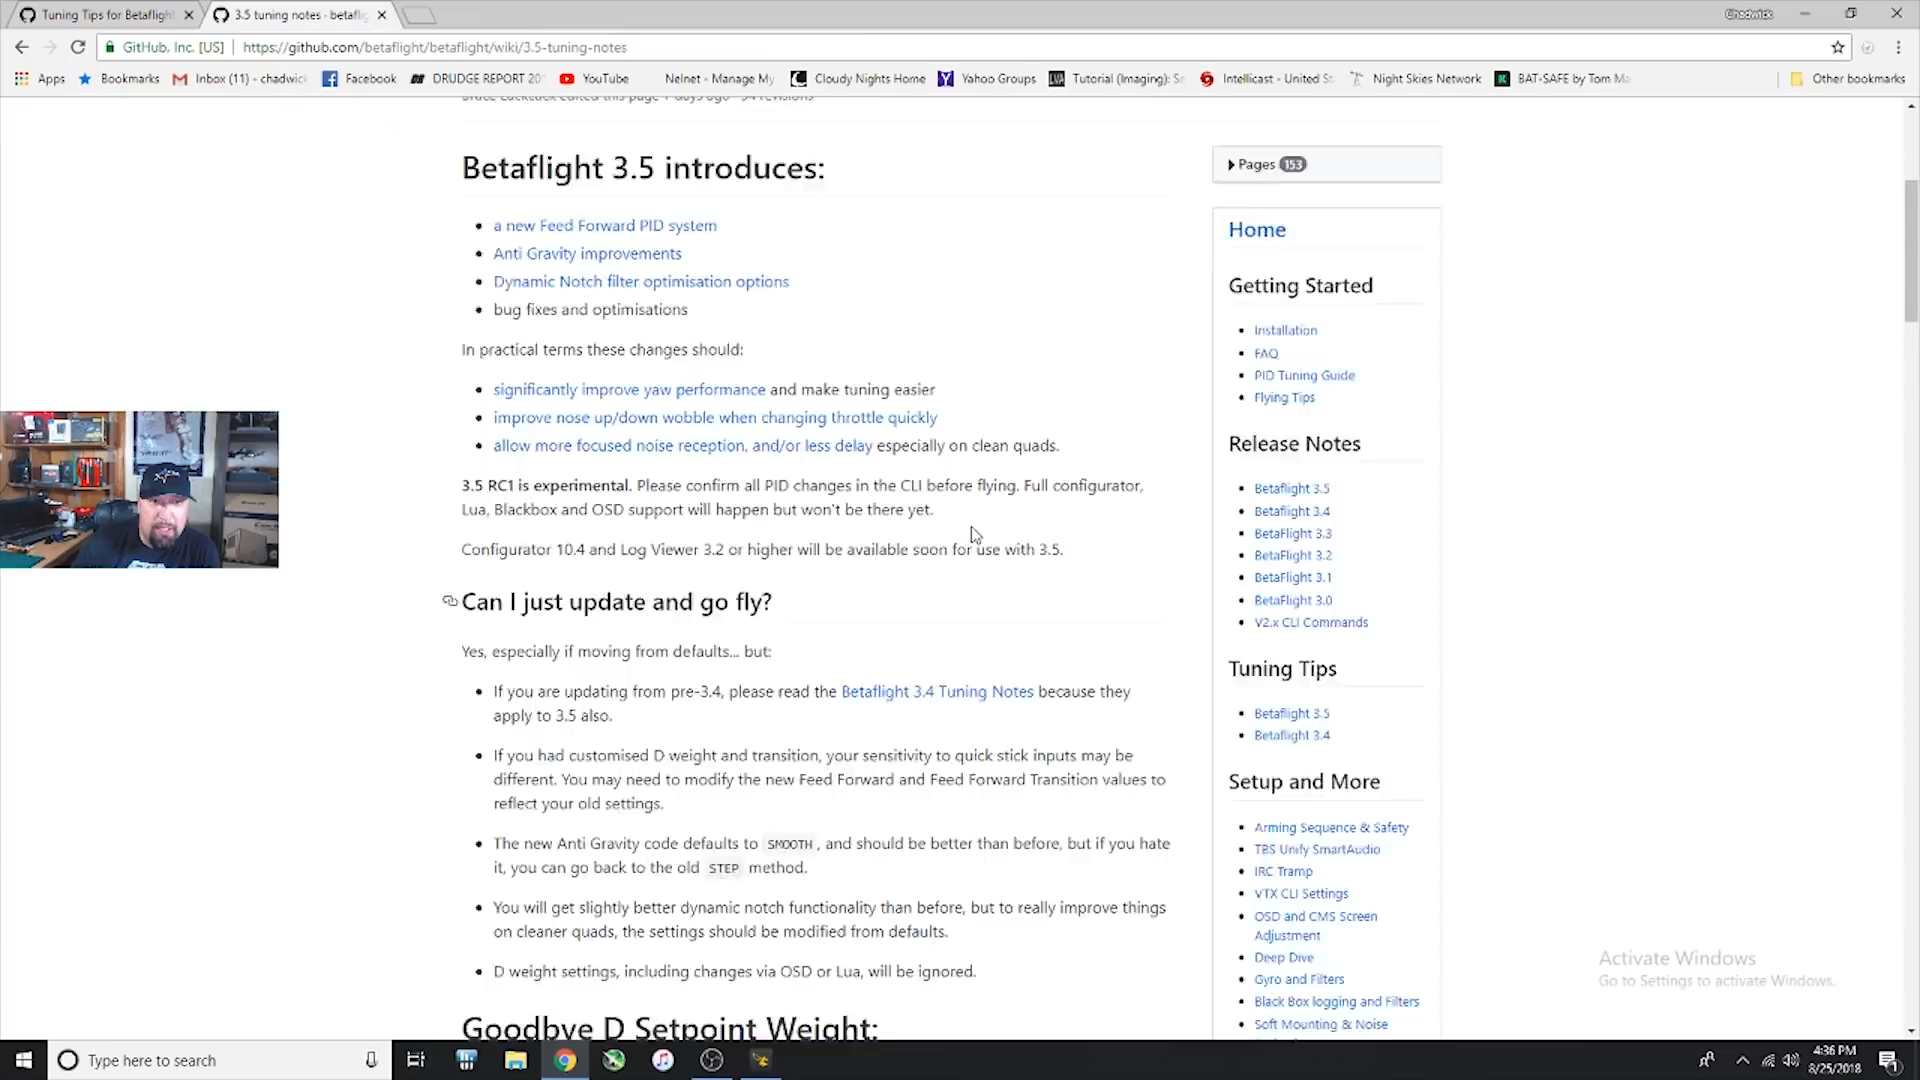 Tuning Tips for Betaflight
3.5 tuning notes · betaflig
Chadwick
GitHub, Inc. [US] | https://github.com/betaflight/betaflight/wiki/3.5-tuning-notes
Apps Bookmarks Inbox (11) - chadwic Facebook DRUDGE REPORT 20 YouTube Nelnet - Manage My Cloudy Nights Home Yahoo Groups Tutorial (Imaging): Intellicast - United St Night Skies Network BAT-SAFE by Tom Ma Other bookmarks
edited this page days ago · 54 revisions
Betaflight 3.5 introduces:
a new Feed Forward PID system
Anti Gravity improvements
Dynamic Notch filter optimisation options
bug fixes and optimisations
In practical terms these changes should:
significantly improve yaw performance and make tuning easier
improve nose up/down wobble when changing throttle quickly
allow more focused noise reception, and/or less delay especially on clean quads.
3.5 RC1 is experimental. Please confirm all PID changes in the CLI before flying. Full configurator,
Lua, Blackbox and OSD support will happen but won't be there yet.
Configurator 10.4 and Log Viewer 3.2 or higher will be available soon for use with 3.5.
Can I just update and go fly?
Yes, especially if moving from defaults... but:
If you are updating from pre-3.4, please read the Betaflight 3.4 Tuning Notes because they
apply to 3.5 also.
If you had customised D weight and transition, your sensitivity to quick stick inputs may be
different. You may need to modify the new Feed Forward and Feed Forward Transition values to
reflect your old settings.
The new Anti Gravity code defaults to SMOOTH , and should be better than before, but if you hate
it, you can go back to the old STEP method.
You will get slightly better dynamic notch functionality than before, but to really improve things
on cleaner quads, the settings should be modified from defaults.
D weight settings, including changes via OSD or Lua, will be ignored.
Goodbye D Setpoint Weight:
Pages 153
Home
Getting Started
Installation
FAQ
PID Tuning Guide
Flying Tips
Release Notes
Betaflight 3.5
Betaflight 3.4
BetaFlight 3.3
BetaFlight 3.2
BetaFlight 3.1
BetaFlight 3.0
V2.x CLI Commands
Tuning Tips
Betaflight 3.5
Betaflight 3.4
Setup and More
Arming Sequence & Safety
TBS Unify SmartAudio
IRC Tramp
VTX CLI Settings
OSD and CMS Screen
Adjustment
Deep Dive
Gyro and Filters
Black Box logging and Filters
Soft Mounting & Noise
Activate Windows
Go to Settings to activate Windows.
Type here to search
4:36 PM
8/25/2018
1